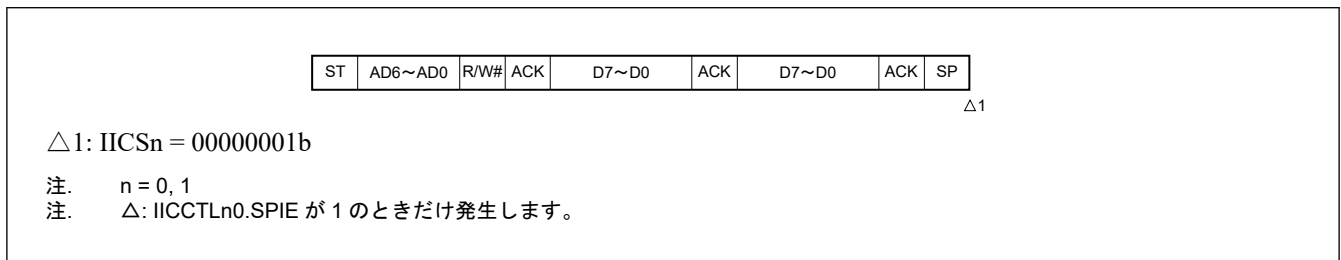 ST AD6～AD0 R/W# ACK D7～D0 ACK D7～D0 ACK SP
△1
△1: IICSn = 00000001b
注. n = 0, 1
注. △: IICCTLn0.SPIE が 1 のときだけ発生します。